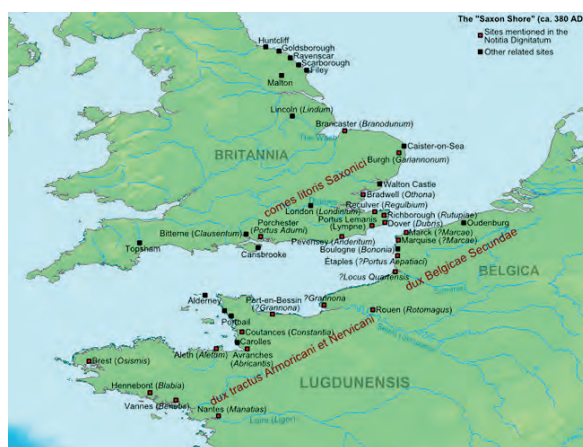 The "Saxon Shore" (ca. 380 AD
Sites mentioned in the
Notitia Dignitatum
Other related sites
Huntcliff
Goldsborough
Ravenscar
Scarborough
Filey
Malton
Lincoln (Lindum)
Brancaster (Branodunum)
The Wash
Caister-on-Sea
BRITANNIA
Burgh (Gariannonum)
comes litoris Saxonici
Walton Castle
Bradwell (Othona)
Reculver (Regulbium)
London (Londinium)
Richborough (Rutupiae)
Portus Lemanis
(Lympne)
Dover (Dubris)
Oudenburg
Porchester
(Portus Adurni)
Bitterne (Clausentum)
Marck (?Marcae)
Marquise (?Marcae)
Topsham
Carisbrooke
Pevensey (Anderitum)
Boulogne (Bononia)
Étaples (?Portus Aepatiaci)
dux Belgicae Secundae
BELGICA
?Locus Quartensis
Alderney
Port-en-Bessin
(?Grannona)
?Grannona
Portbail
Rouen (Rotomagus)
Coutances (Constantia)
Carolles
Aleth (Aletum)
Avranches
(Abricantis)
dux tractus Armoricani et Nervicani
Brest (Osismis)
LUGDUNENSIS
Hennebont (Blabia)
Vannes (Benetis)
Nantes (Manatias)
Loire (Liger)